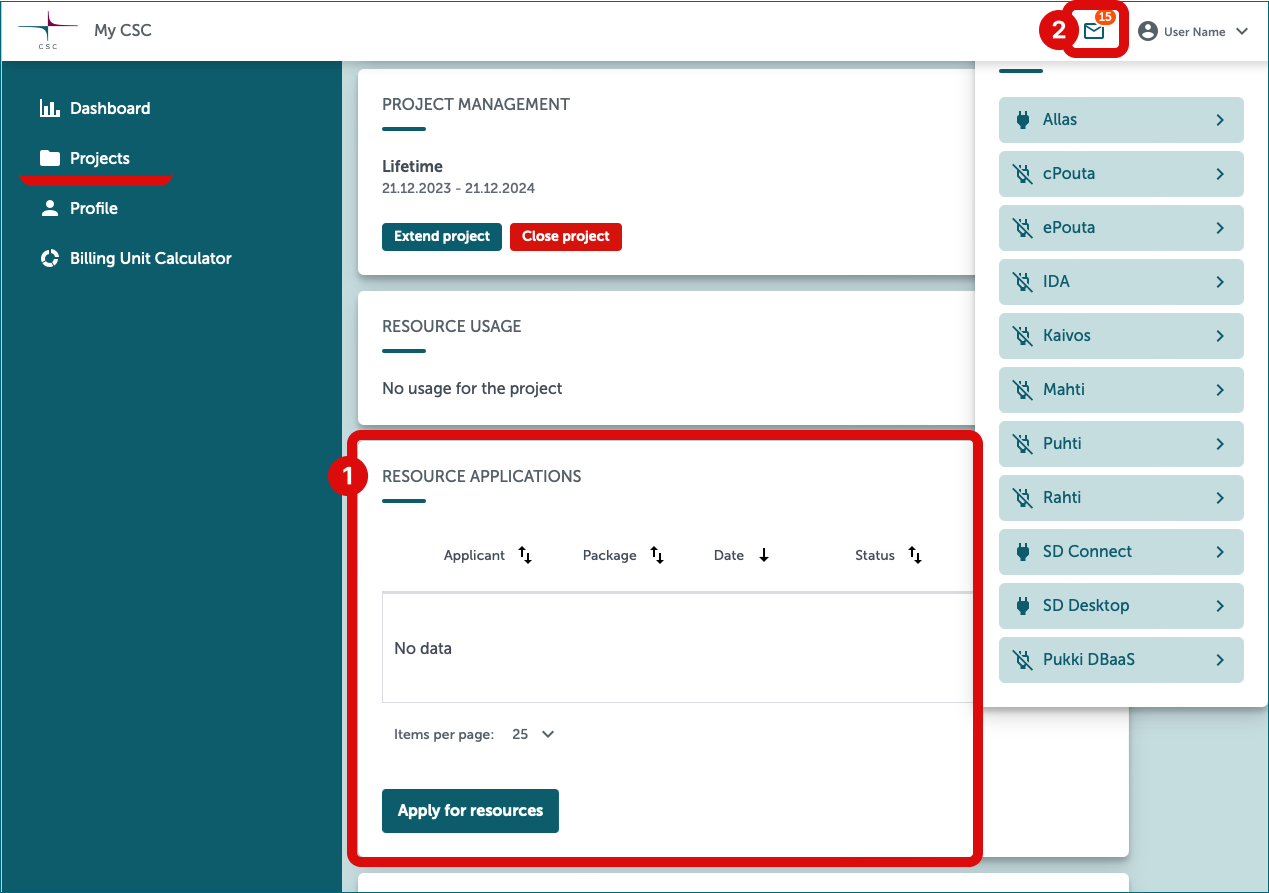 CSC
My CSC
2
15
User Name
Dashboard
Projects
Profile
Billing Unit Calculator
PROJECT MANAGEMENT
Lifetime
21.12.2023 - 21.12.2024
Extend project
Close project
RESOURCE USAGE
No usage for the project
1
RESOURCE APPLICATIONS
Applicant Package Date Status
No data
Items per page: 25
Apply for resources
Allas
cPouta
ePouta
IDA
Kaivos
Mahti
Puhti
Rahti
SD Connect
SD Desktop
Pukki DBaaS